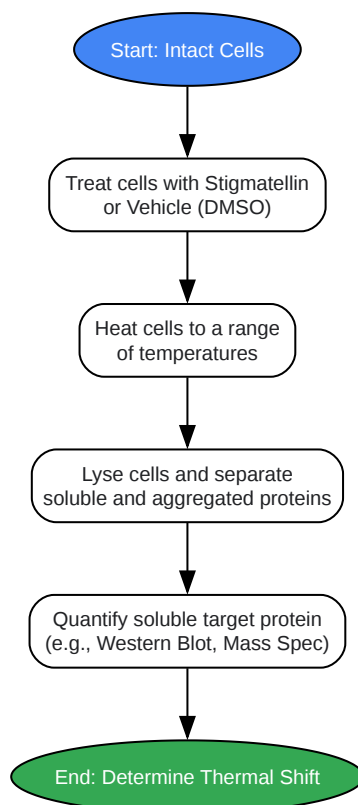 Start: Intact Cells
Treat cells with Stigmatellin
or Vehicle (DMSO)
Heat cells to a range
of temperatures
Lyse cells and separate
soluble and aggregated proteins
Quantify soluble target protein
(e.g., Western Blot, Mass Spec)
End: Determine Thermal Shift